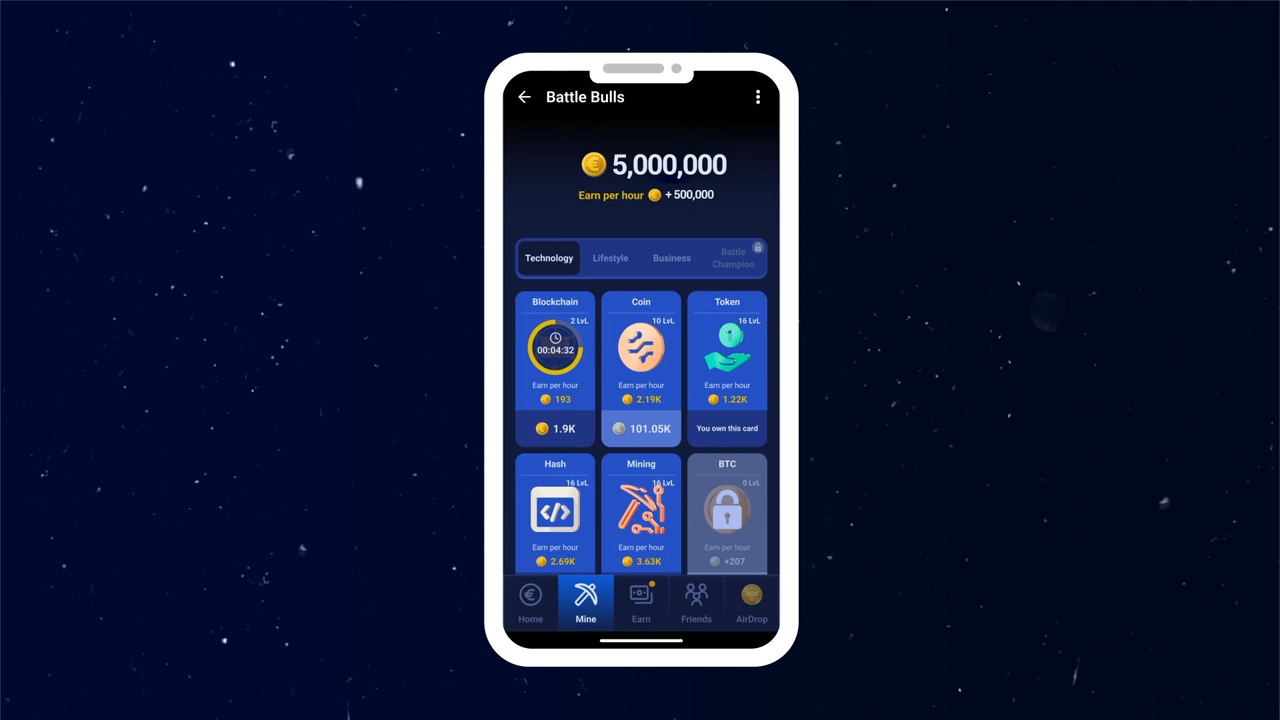 Battle Bulls
5,000,000
Earn per hour + 500,000
Technology
Lifestyle
Business
Battle
Champion
Blockchain
2 LvL
00:04:32
Earn per hour
193
1.9K
Coin
10 LvL
Earn per hour
2.19K
101.05K
Token
16 LvL
1
Earn per hour
1.22K
You own this card
Hash
16 LvL
</>
Earn per hour
2.69K
Mining
16 LvL
Earn per hour
3.63K
BTC
0 LvL
Earn per hour
+207
Home
Mine
Earn
Friends
AirDrop